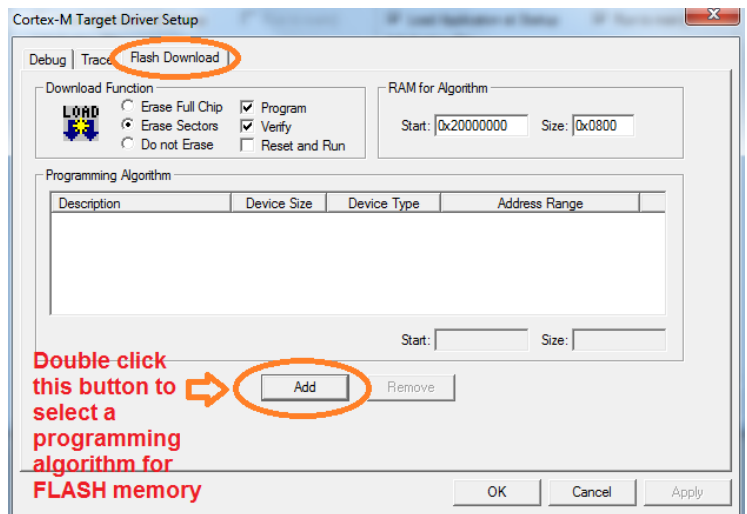 Cortex-M Target Driver Setup
Debug
Trace
Flash Download
Download Function
LOAD
Erase Full Chip
Erase Sectors
Do not Erase
Program
Verify
Reset and Run
RAM for Algorithm
Start: 0x20000000
Size: 0x0800
Programming Algorithm
Description
Device Size
Device Type
Address Range
Start:
Size:
Double click
this button to
select a
programming
algorithm for
FLASH memory
Add
Remove
OK
Cancel
Apply